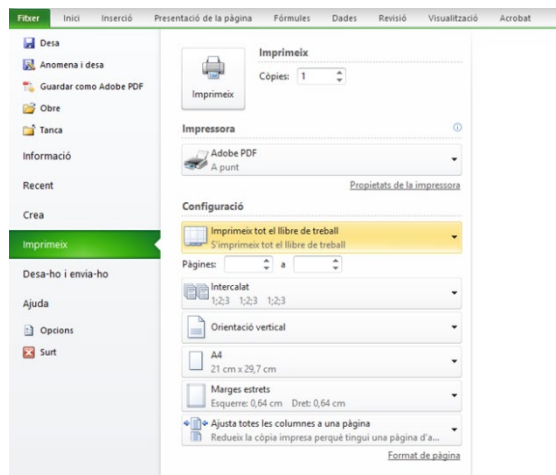 Fitxer Inici Inserció Presentació de la pàgina Fórmules Dades Revisió Visualització Acrobat
Desa
Anomena i desa
Guardar como Adobe PDF
Obre
Tanca
Informació
Recent
Crea
Imprimeix
Desa-ho i envia-ho
Ajuda
Opcions
Surt
Imprimeix
Imprimeix
Còpies: 1
Impressora
Adobe PDF
A punt
Propietats de la impressora
Configuració
Imprimeix tot el llibre de treball
S'imprimeix tot el llibre de treball
Pàgines: a
Intercalat
1;2;3 1;2;3 1;2;3
Orientació vertical
A4
21 cm x 29,7 cm
Marges estrets
Esquerre: 0,64 cm Dret: 0,64 cm
Ajusta totes les columnes a una pàgina
Redueix la còpia impresa perquè tingui una pàgina d'a...
Format de pàgina